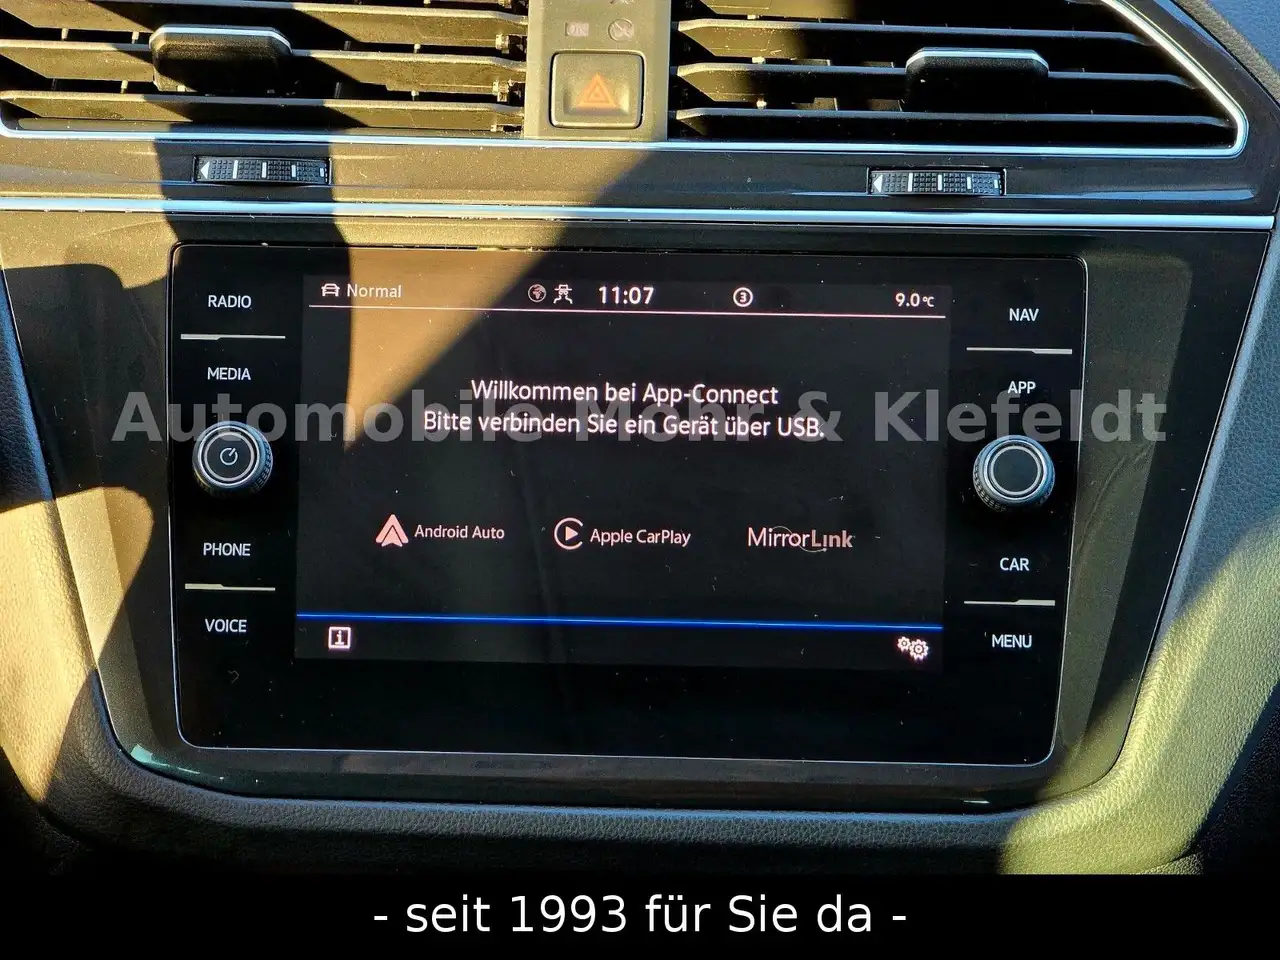 RADIO
MEDIA
PHONE
VOICE
Normal
11:07
3
9.0°C
Willkommen bei App-Connect
Bitte verbinden Sie ein Gerät über USB.
Android Auto
Apple CarPlay
MirrorLink
i
NAV
APP
CAR
MENU
Automobile Mohr & Klefeldt
- seit 1993 für Sie da -